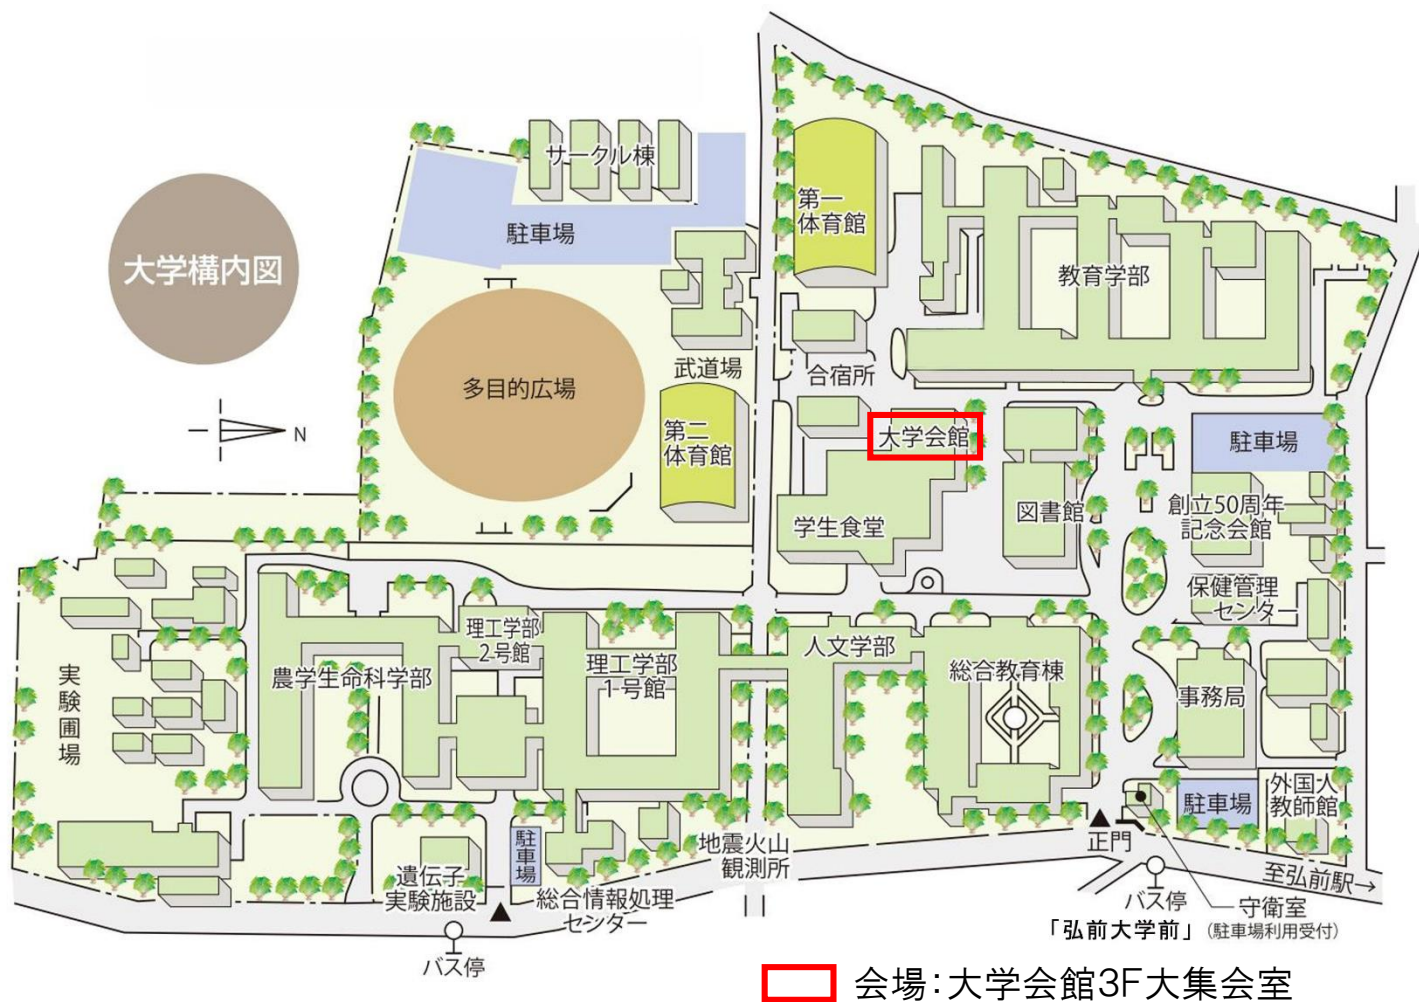 サークル棟
駐車場
大学構内図
第一
体育館
教育学部
武道場
合宿所
多目的広場
N
第二
体育館
大学会館
駐車場
学生食堂
図書館
創立50周年
記念会館
保健管理
センター
理工学部
2号館
人文学部
実験圃場
農学生命科学部
理工学部
1号館
総合教育棟
事務局
駐車場
外国人
教師館
駐車場
地震火山
観測所
正門
遺伝子
実験施設
総合情報処理
センター
至弘前駅→
バス停
守衛室
「弘前大学前」
(駐車場利用受付)
バス停
会場:大学会館3F大集会室